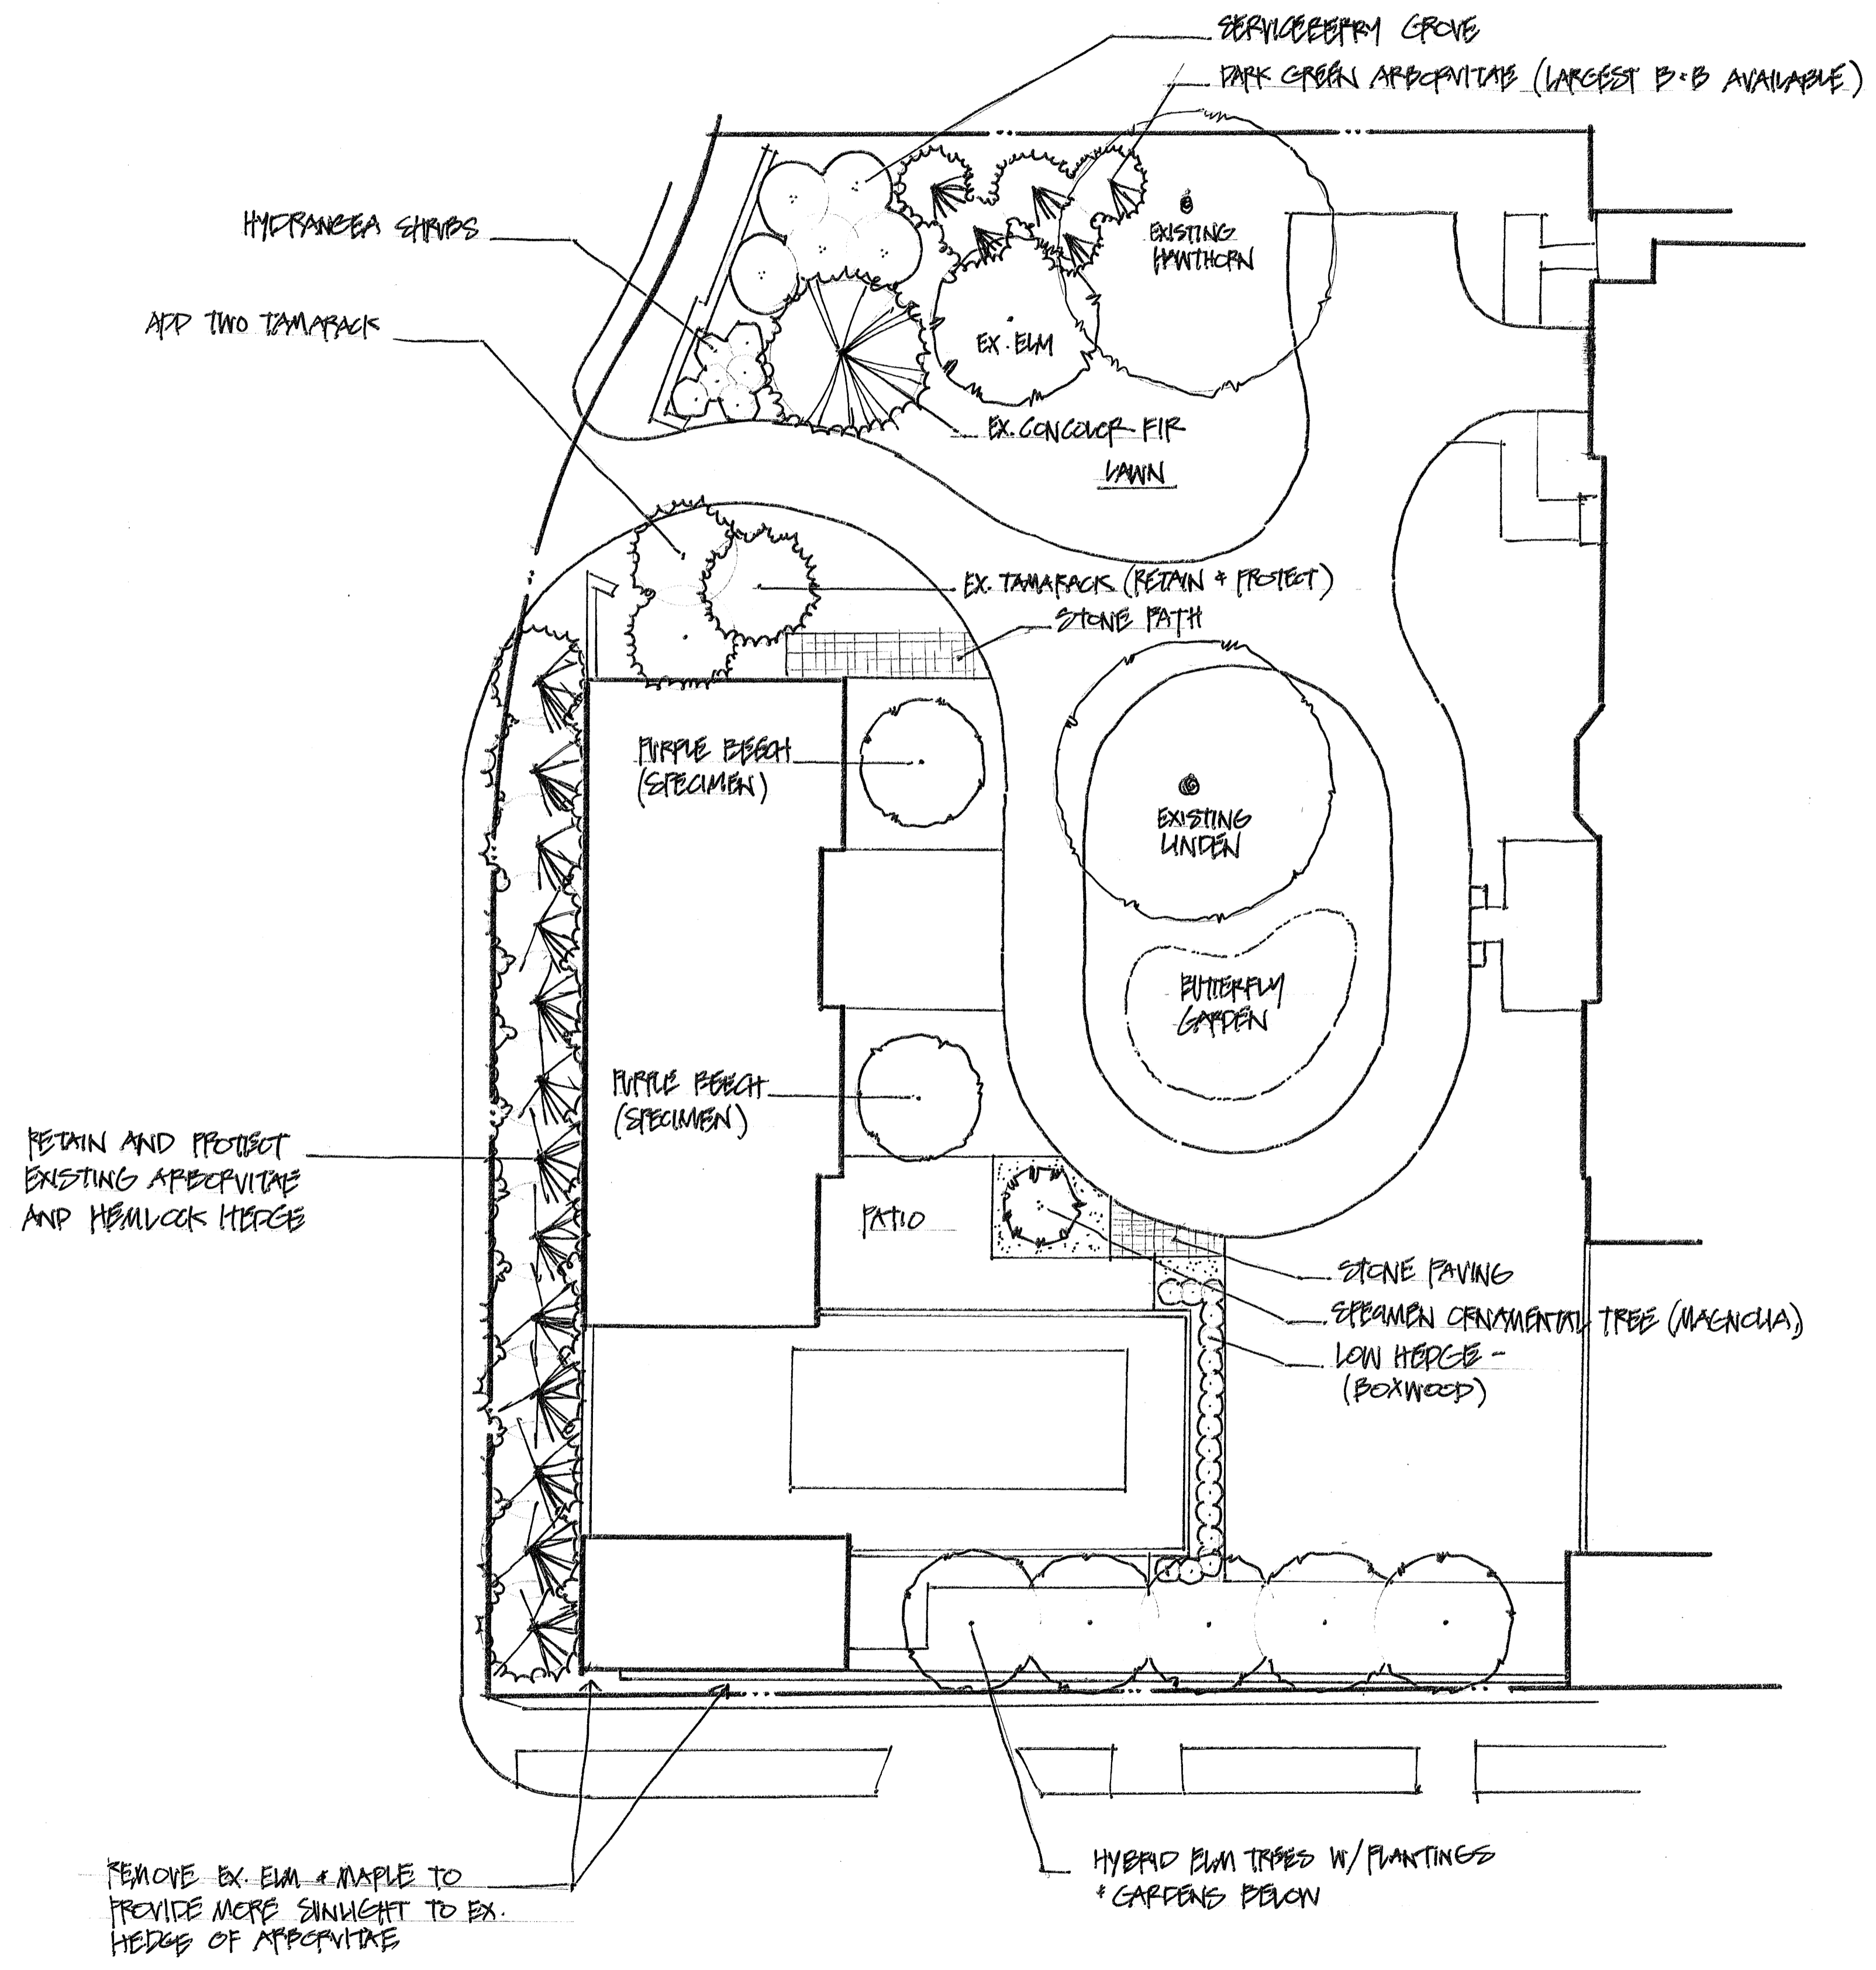 SERVICEBERRY GROVE
DARK GREEN ARBORVITAE (LARGEST B+B AVAILABLE)
HYDRANGEA SHRUBS
EXISTING
HAWTHORN
ADD TWO TAMARACK
EX. ELM
EX. CONCOLOR FIR
LAWN
EX. TAMARACK (RETAIN + PROTECT)
STONE PATH
PURPLE BEECH
(SPECIMEN)
EXISTING
LINDEN
BUTTERFLY
GARDEN
PURPLE BEECH
(SPECIMEN)
RETAIN AND PROTECT
EXISTING ARBORVITAE
AND HEMLOCK HEDGE
PATIO
STONE PAVING
SPECIMEN ORNAMENTAL TREE (MAGNOLIA)
LOW HEDGE -
(BOXWOOD)
HYBRID ELM TREES W/ PLANTINGS
+ GARDENS BELOW
REMOVE EX. ELM + MAPLE TO
PROVIDE MORE SUNLIGHT TO EX.
HEDGE OF ARBORVITAE